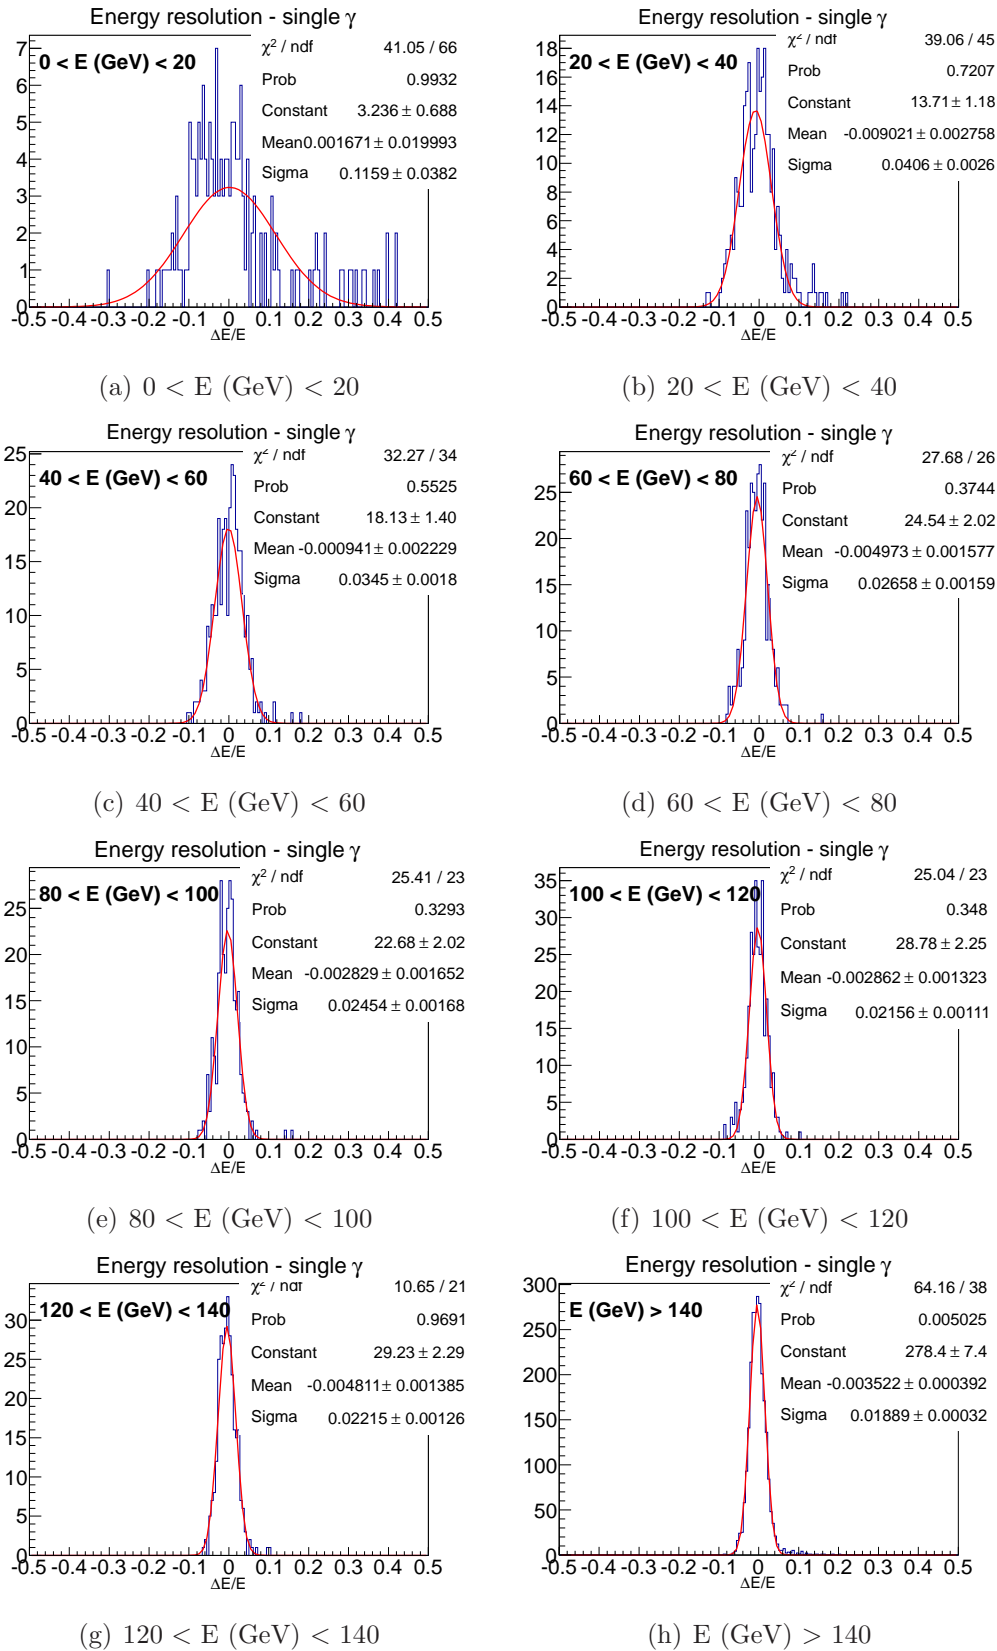 Energy resolution - single γ
0 < E (GeV) < 20
χ² / ndf 41.05 / 66
Prob 0.9932
Constant 3.236 ± 0.688
Mean 0.001671 ± 0.019993
Sigma 0.1159 ± 0.0382
7
6
5
4
3
2
1
0
-0.5 -0.4 -0.3 -0.2 -0.1 0 0.1 0.2 0.3 0.4 0.5
ΔE/E
(a) 0 < E (GeV) < 20
Energy resolution - single γ
20 < E (GeV) < 40
χ² / ndf 39.06 / 45
Prob 0.7207
Constant 13.71 ± 1.18
Mean -0.009021 ± 0.002758
Sigma 0.0406 ± 0.0026
18
16
14
12
10
8
6
4
2
0
-0.5 -0.4 -0.3 -0.2 -0.1 0 0.1 0.2 0.3 0.4 0.5
ΔE/E
(b) 20 < E (GeV) < 40
Energy resolution - single γ
40 < E (GeV) < 60
χ² / ndf 32.27 / 34
Prob 0.5525
Constant 18.13 ± 1.40
Mean -0.000941 ± 0.002229
Sigma 0.0345 ± 0.0018
25
20
15
10
5
0
-0.5 -0.4 -0.3 -0.2 -0.1 0 0.1 0.2 0.3 0.4 0.5
ΔE/E
(c) 40 < E (GeV) < 60
Energy resolution - single γ
60 < E (GeV) < 80
χ² / ndf 27.68 / 26
Prob 0.3744
Constant 24.54 ± 2.02
Mean -0.004973 ± 0.001577
Sigma 0.02658 ± 0.00159
25
20
15
10
5
0
-0.5 -0.4 -0.3 -0.2 -0.1 0 0.1 0.2 0.3 0.4 0.5
ΔE/E
(d) 60 < E (GeV) < 80
Energy resolution - single γ
80 < E (GeV) < 100
χ² / ndf 25.41 / 23
Prob 0.3293
Constant 22.68 ± 2.02
Mean -0.002829 ± 0.001652
Sigma 0.02454 ± 0.00168
25
20
15
10
5
0
-0.5 -0.4 -0.3 -0.2 -0.1 0 0.1 0.2 0.3 0.4 0.5
ΔE/E
(e) 80 < E (GeV) < 100
Energy resolution - single γ
100 < E (GeV) < 120
χ² / ndf 25.04 / 23
Prob 0.348
Constant 28.78 ± 2.25
Mean -0.002862 ± 0.001323
Sigma 0.02156 ± 0.00111
35
30
25
20
15
10
5
0
-0.5 -0.4 -0.3 -0.2 -0.1 0 0.1 0.2 0.3 0.4 0.5
ΔE/E
(f) 100 < E (GeV) < 120
Energy resolution - single γ
120 < E (GeV) < 140
χ² / ndf 10.65 / 21
Prob 0.9691
Constant 29.23 ± 2.29
Mean -0.004811 ± 0.001385
Sigma 0.02215 ± 0.00126
30
25
20
15
10
5
0
-0.5 -0.4 -0.3 -0.2 -0.1 0 0.1 0.2 0.3 0.4 0.5
ΔE/E
(g) 120 < E (GeV) < 140
Energy resolution - single γ
E (GeV) > 140
χ² / ndf 64.16 / 38
Prob 0.005025
Constant 278.4 ± 7.4
Mean -0.003522 ± 0.000392
Sigma 0.01889 ± 0.00032
300
250
200
150
100
50
0
-0.5 -0.4 -0.3 -0.2 -0.1 0 0.1 0.2 0.3 0.4 0.5
ΔE/E
(h) E (GeV) > 140